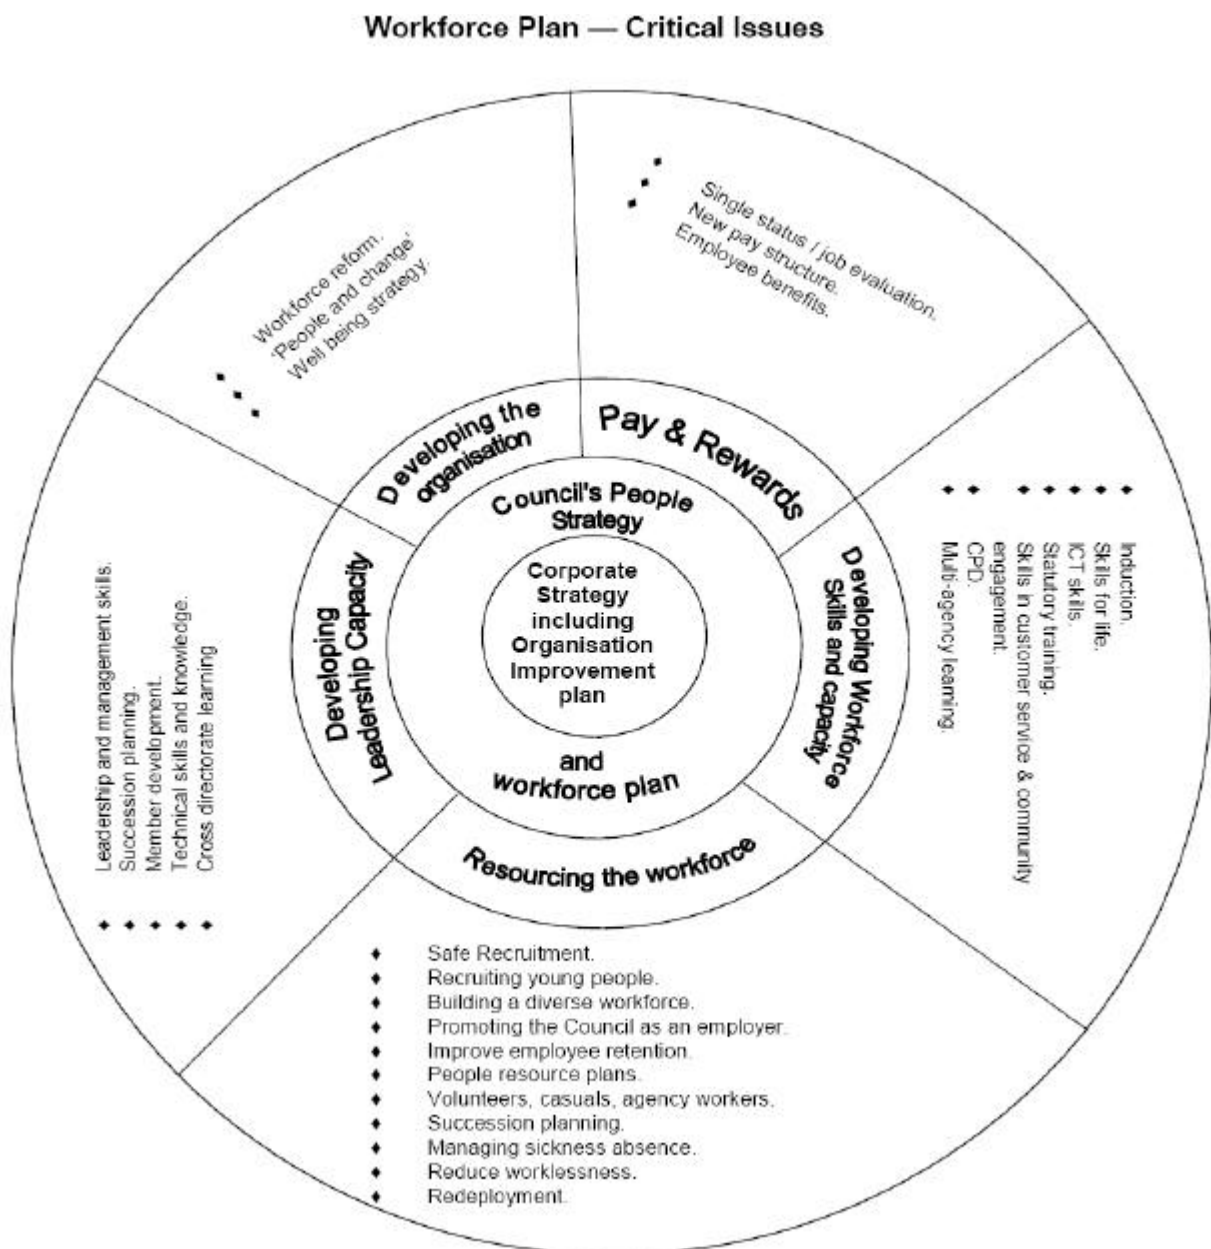 Workforce Plan — Critical Issues
Workforce reform.
'People and change'
Well being strategy.
Single status / job evaluation.
New pay structure.
Employee benefits.
Developing the
organisation
Pay & Rewards
Council's People
Strategy
Corporate
Strategy
including
Organisation
Improvement
plan
and
workforce plan
Developing
Leadership Capacity
Developing Workforce
Skills and capacity
Resourcing the workforce
Induction.
Skills for life.
ICT skills.
Statutory training.
Skills in customer service & community
engagement.
CPD.
Multi-agency learning.
Leadership and management skills.
Succession planning.
Member development.
Technical skills and knowledge.
Cross directorate learning
Safe Recruitment.
Recruiting young people.
Building a diverse workforce.
Promoting the Council as an employer.
Improve employee retention.
People resource plans.
Volunteers, casuals, agency workers.
Succession planning.
Managing sickness absence.
Reduce worklessness.
Redeployment.